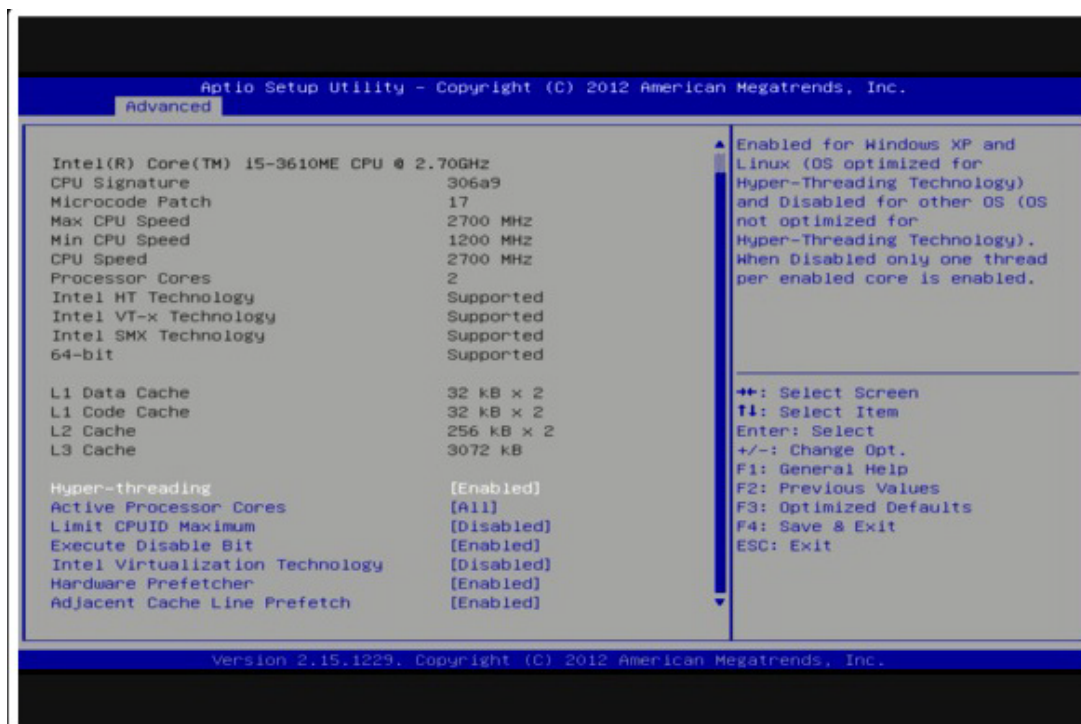 Aptio Setup Utility - Copyright (C) 2012 American Megatrends, Inc.
Advanced
Intel(R) Core(TM) i5-3610ME CPU @ 2.70GHz
CPU Signature 306a9
Microcode Patch 17
Max CPU Speed 2700 MHz
Min CPU Speed 1200 MHz
CPU Speed 2700 MHz
Processor Cores 2
Intel HT Technology Supported
Intel VT-x Technology Supported
Intel SMX Technology Supported
64-bit Supported
L1 Data Cache 32 kB x 2
L1 Code Cache 32 kB x 2
L2 Cache 256 kB x 2
L3 Cache 3072 kB
Hyper-threading [Enabled]
Active Processor Cores [All]
Limit CPUID Maximum [Disabled]
Execute Disable Bit [Enabled]
Intel Virtualization Technology [Disabled]
Hardware Prefetcher [Enabled]
Adjacent Cache Line Prefetch [Enabled]
Enabled for Windows XP and
Linux (OS optimized for
Hyper-Threading Technology)
and Disabled for other OS (OS
not optimized for
Hyper-Threading Technology).
When Disabled only one thread
per enabled core is enabled.
→←: Select Screen
↑↓: Select Item
Enter: Select
+/-: Change Opt.
F1: General Help
F2: Previous Values
F3: Optimized Defaults
F4: Save & Exit
ESC: Exit
Version 2.15.1229. Copyright (C) 2012 American Megatrends, Inc.